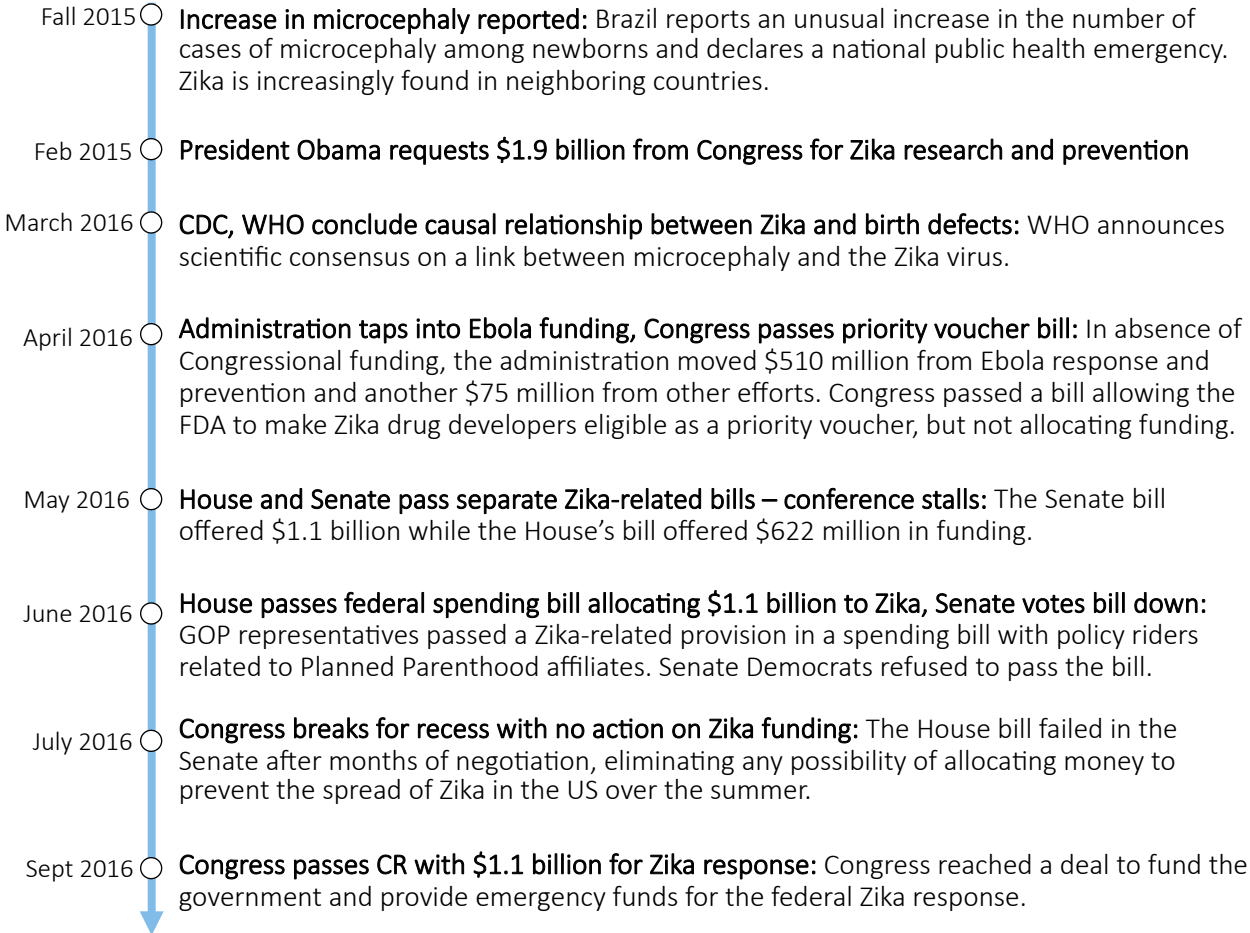 Fall 2015
Increase in microcephaly reported: Brazil reports an unusual increase in the number of
cases of microcephaly among newborns and declares a national public health emergency.
Zika is increasingly found in neighboring countries.
Feb 2015
President Obama requests $1.9 billion from Congress for Zika research and prevention
March 2016
CDC, WHO conclude causal relationship between Zika and birth defects: WHO announces
scientific consensus on a link between microcephaly and the Zika virus.
April 2016
Administration taps into Ebola funding, Congress passes priority voucher bill: In absence of
Congressional funding, the administration moved $510 million from Ebola response and
prevention and another $75 million from other efforts. Congress passed a bill allowing the
FDA to make Zika drug developers eligible as a priority voucher, but not allocating funding.
May 2016
House and Senate pass separate Zika-related bills – conference stalls: The Senate bill
offered $1.1 billion while the House’s bill offered $622 million in funding.
June 2016
House passes federal spending bill allocating $1.1 billion to Zika, Senate votes bill down:
GOP representatives passed a Zika-related provision in a spending bill with policy riders
related to Planned Parenthood affiliates. Senate Democrats refused to pass the bill.
July 2016
Congress breaks for recess with no action on Zika funding: The House bill failed in the
Senate after months of negotiation, eliminating any possibility of allocating money to
prevent the spread of Zika in the US over the summer.
Sept 2016
Congress passes CR with $1.1 billion for Zika response: Congress reached a deal to fund the
government and provide emergency funds for the federal Zika response.